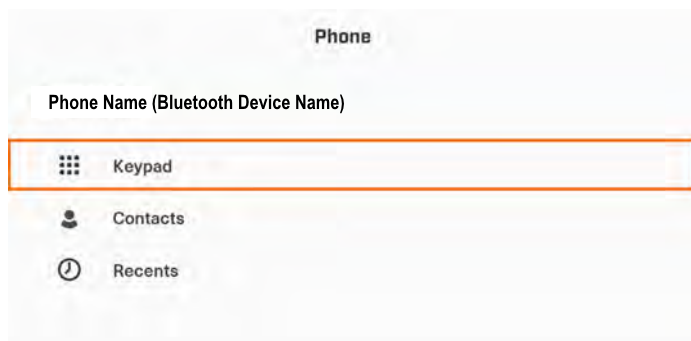 Phone
Phone Name (Bluetooth Device Name)
Keypad
Contacts
Recents